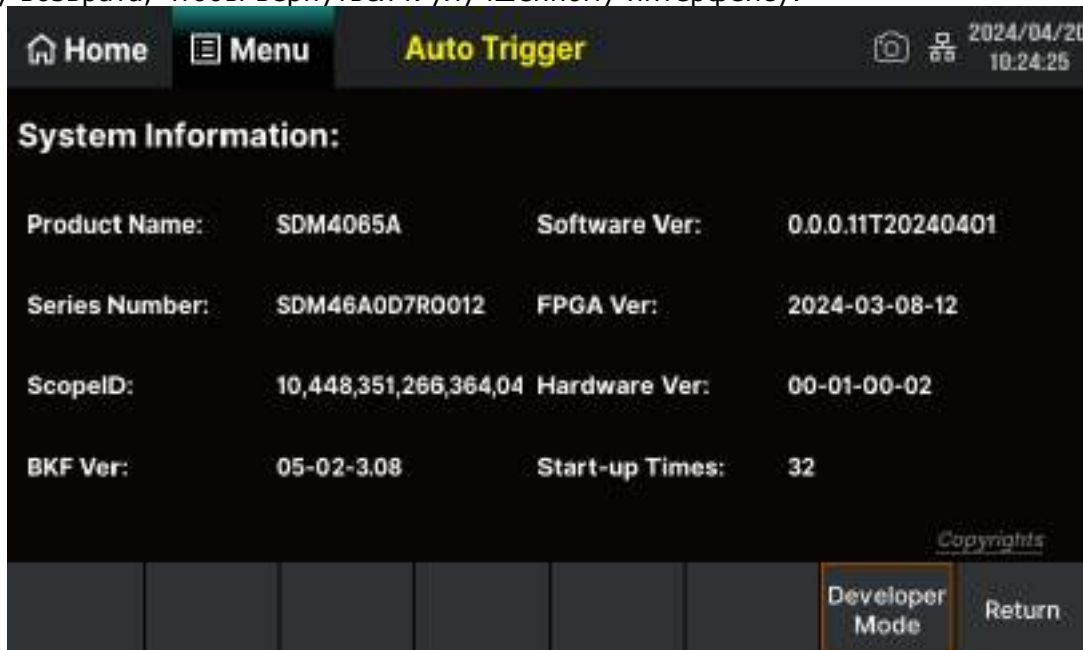 Home Menu Auto Trigger 2024/04/20
10:24:25
System Information:
Product Name: SDM4065A Software Ver: 0.0.0.11T20240401
Series Number: SDM46A0D7R0012 FPGA Ver: 2024-03-08-12
ScopeID: 10,448,351,266,364,04 Hardware Ver: 00-01-00-02
BKF Ver: 05-02-3.08 Start-up Times: 32
Copyrights
Developer
Mode
Return